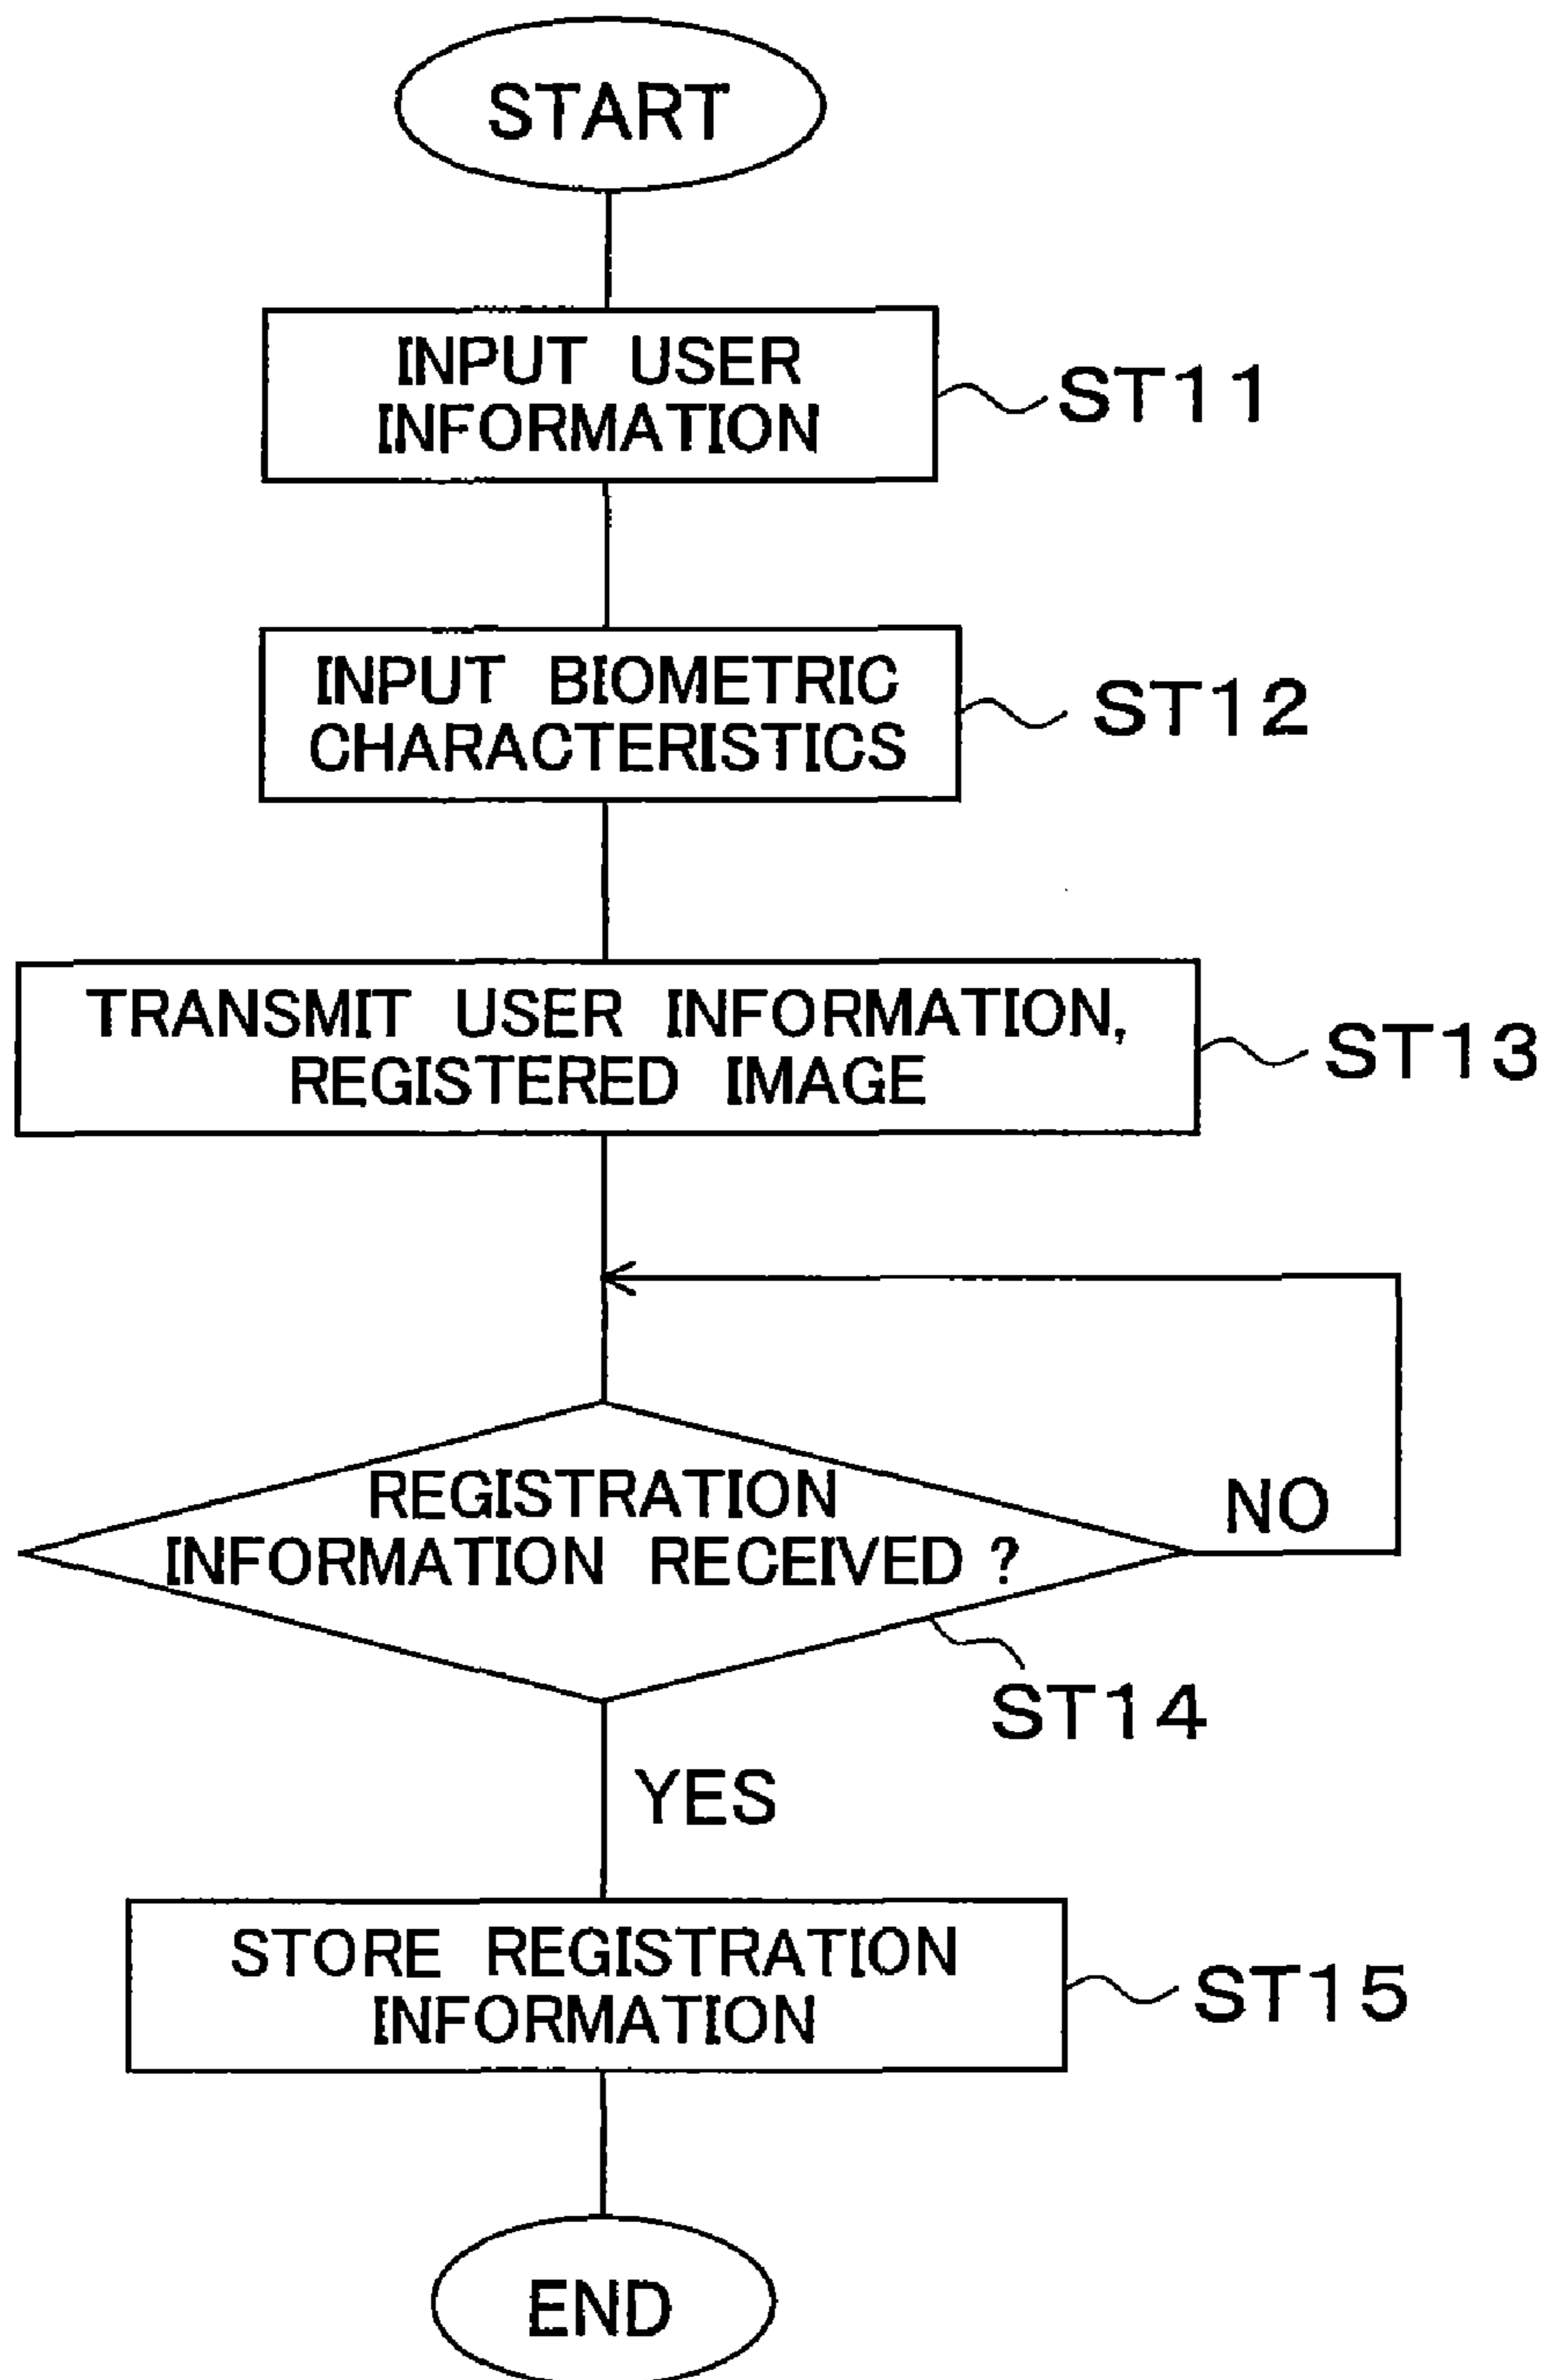 START
INPUT USER
INFORMATION
ST11
INPUT BIOMETRIC
CHARACTERISTICS
ST12
TRANSMIT USER INFORMATION,
REGISTERED IMAGE
ST13
REGISTRATION
INFORMATION RECEIVED ?
NO
ST14
YES
STORE REGISTRATION
INFORMATION
ST15
END